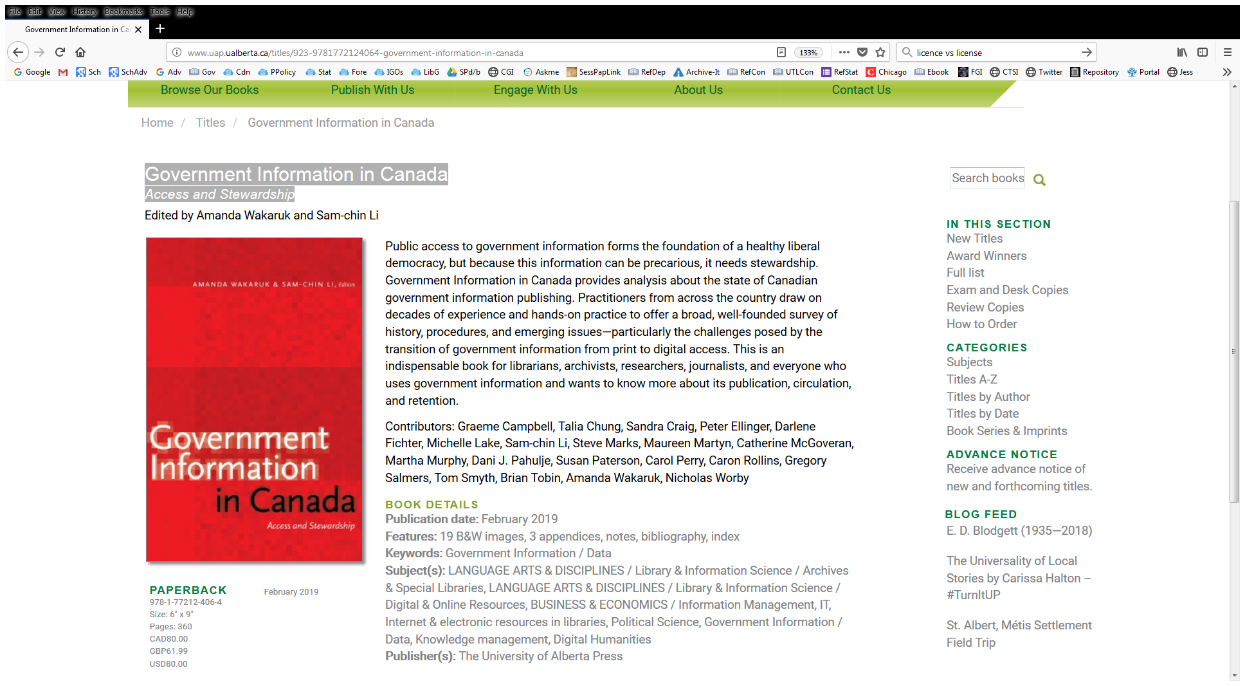 File Edit View History Bookmarks Tools Help
Government Information in Ca
www.uap.ualberta.ca/titles/923-9781772124064-government-information-in-canada
133%
licence vs license
Google Sch SchAdv Adv Gov Cdn PPolicy Stat Fore IGOs LibG SPd/b CGI Askme SessPapLink RefDep Archive-It RefCon UTLCon RefStat Chicago Ebook FGI CTSI Twitter Repository Portal Jess
Browse Our Books Publish With Us Engage With Us About Us Contact Us
Home / Titles / Government Information in Canada
Government Information in Canada
Access and Stewardship
Edited by Amanda Wakaruk and Sam-chin Li
AMANDA WAKARUK & SAM-CHIN LI, Editors
Government
Information
in Canada
Access and Stewardship
PAPERBACK February 2019
978-1-77212-406-4
Size: 6" x 9"
Pages: 360
CAD80.00
GBP61.99
USD80.00
Public access to government information forms the foundation of a healthy liberal
democracy, but because this information can be precarious, it needs stewardship.
Government Information in Canada provides analysis about the state of Canadian
government information publishing. Practitioners from across the country draw on
decades of experience and hands-on practice to offer a broad, well-founded survey of
history, procedures, and emerging issues—particularly the challenges posed by the
transition of government information from print to digital access. This is an
indispensable book for librarians, archivists, researchers, journalists, and everyone who
uses government information and wants to know more about its publication, circulation,
and retention.
Contributors: Graeme Campbell, Talia Chung, Sandra Craig, Peter Ellinger, Darlene
Fichter, Michelle Lake, Sam-chin Li, Steve Marks, Maureen Martyn, Catherine McGoveran,
Martha Murphy, Dani J. Pahulje, Susan Paterson, Carol Perry, Caron Rollins, Gregory
Salmers, Tom Smyth, Brian Tobin, Amanda Wakaruk, Nicholas Worby
BOOK DETAILS
Publication date: February 2019
Features: 19 B&W images, 3 appendices, notes, bibliography, index
Keywords: Government Information / Data
Subject(s): LANGUAGE ARTS & DISCIPLINES / Library & Information Science / Archives
& Special Libraries, LANGUAGE ARTS & DISCIPLINES / Library & Information Science /
Digital & Online Resources, BUSINESS & ECONOMICS / Information Management, IT,
Internet & electronic resources in libraries, Political Science, Government Information /
Data, Knowledge management, Digital Humanities
Publisher(s): The University of Alberta Press
Search books
IN THIS SECTION
New Titles
Award Winners
Full list
Exam and Desk Copies
Review Copies
How to Order
CATEGORIES
Subjects
Titles A-Z
Titles by Author
Titles by Date
Book Series & Imprints
ADVANCE NOTICE
Receive advance notice of
new and forthcoming titles.
BLOG FEED
E. D. Blodgett (1935—2018)
The Universality of Local
Stories by Carissa Halton –
#TurnItUP
St. Albert, Métis Settlement
Field Trip